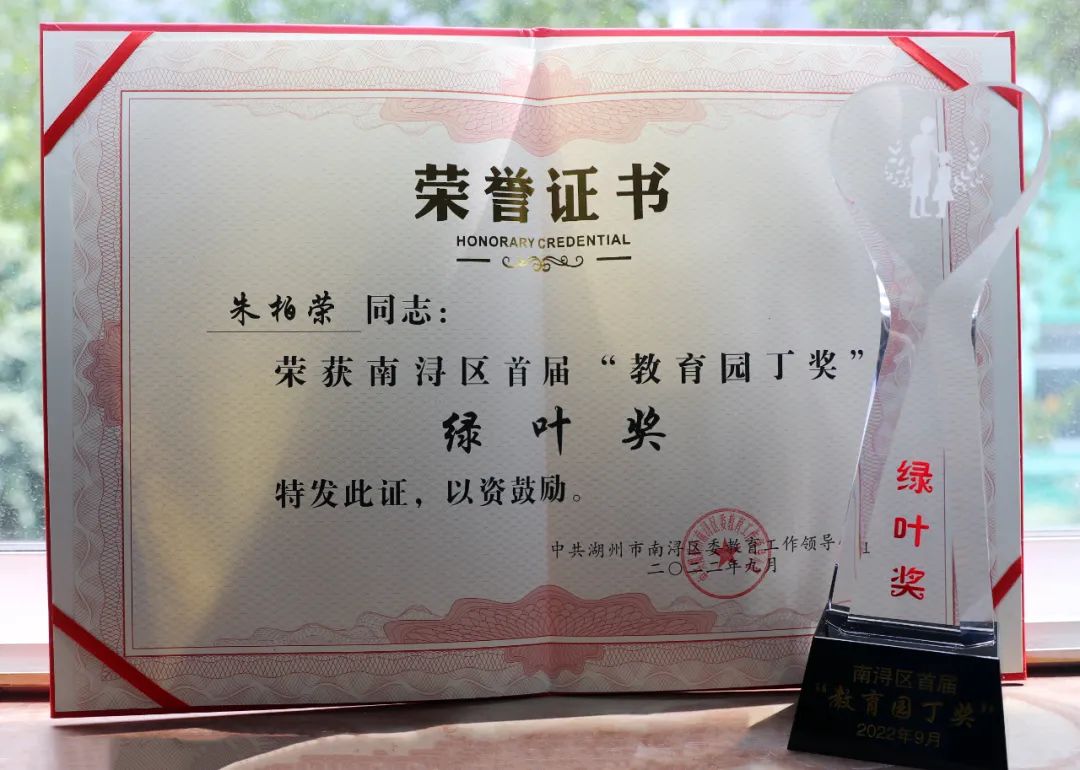 荣誉证书
HONORARY CREDENTIAL
朱柏荣 同志：
荣获南浔区首届“教育园丁奖”
绿叶奖
特发此证，以资鼓励。
中共湖州市南浔区委教育工作领导
二〇二二年九月
绿叶奖
南浔区首届
“教育园丁奖”
2022年9月